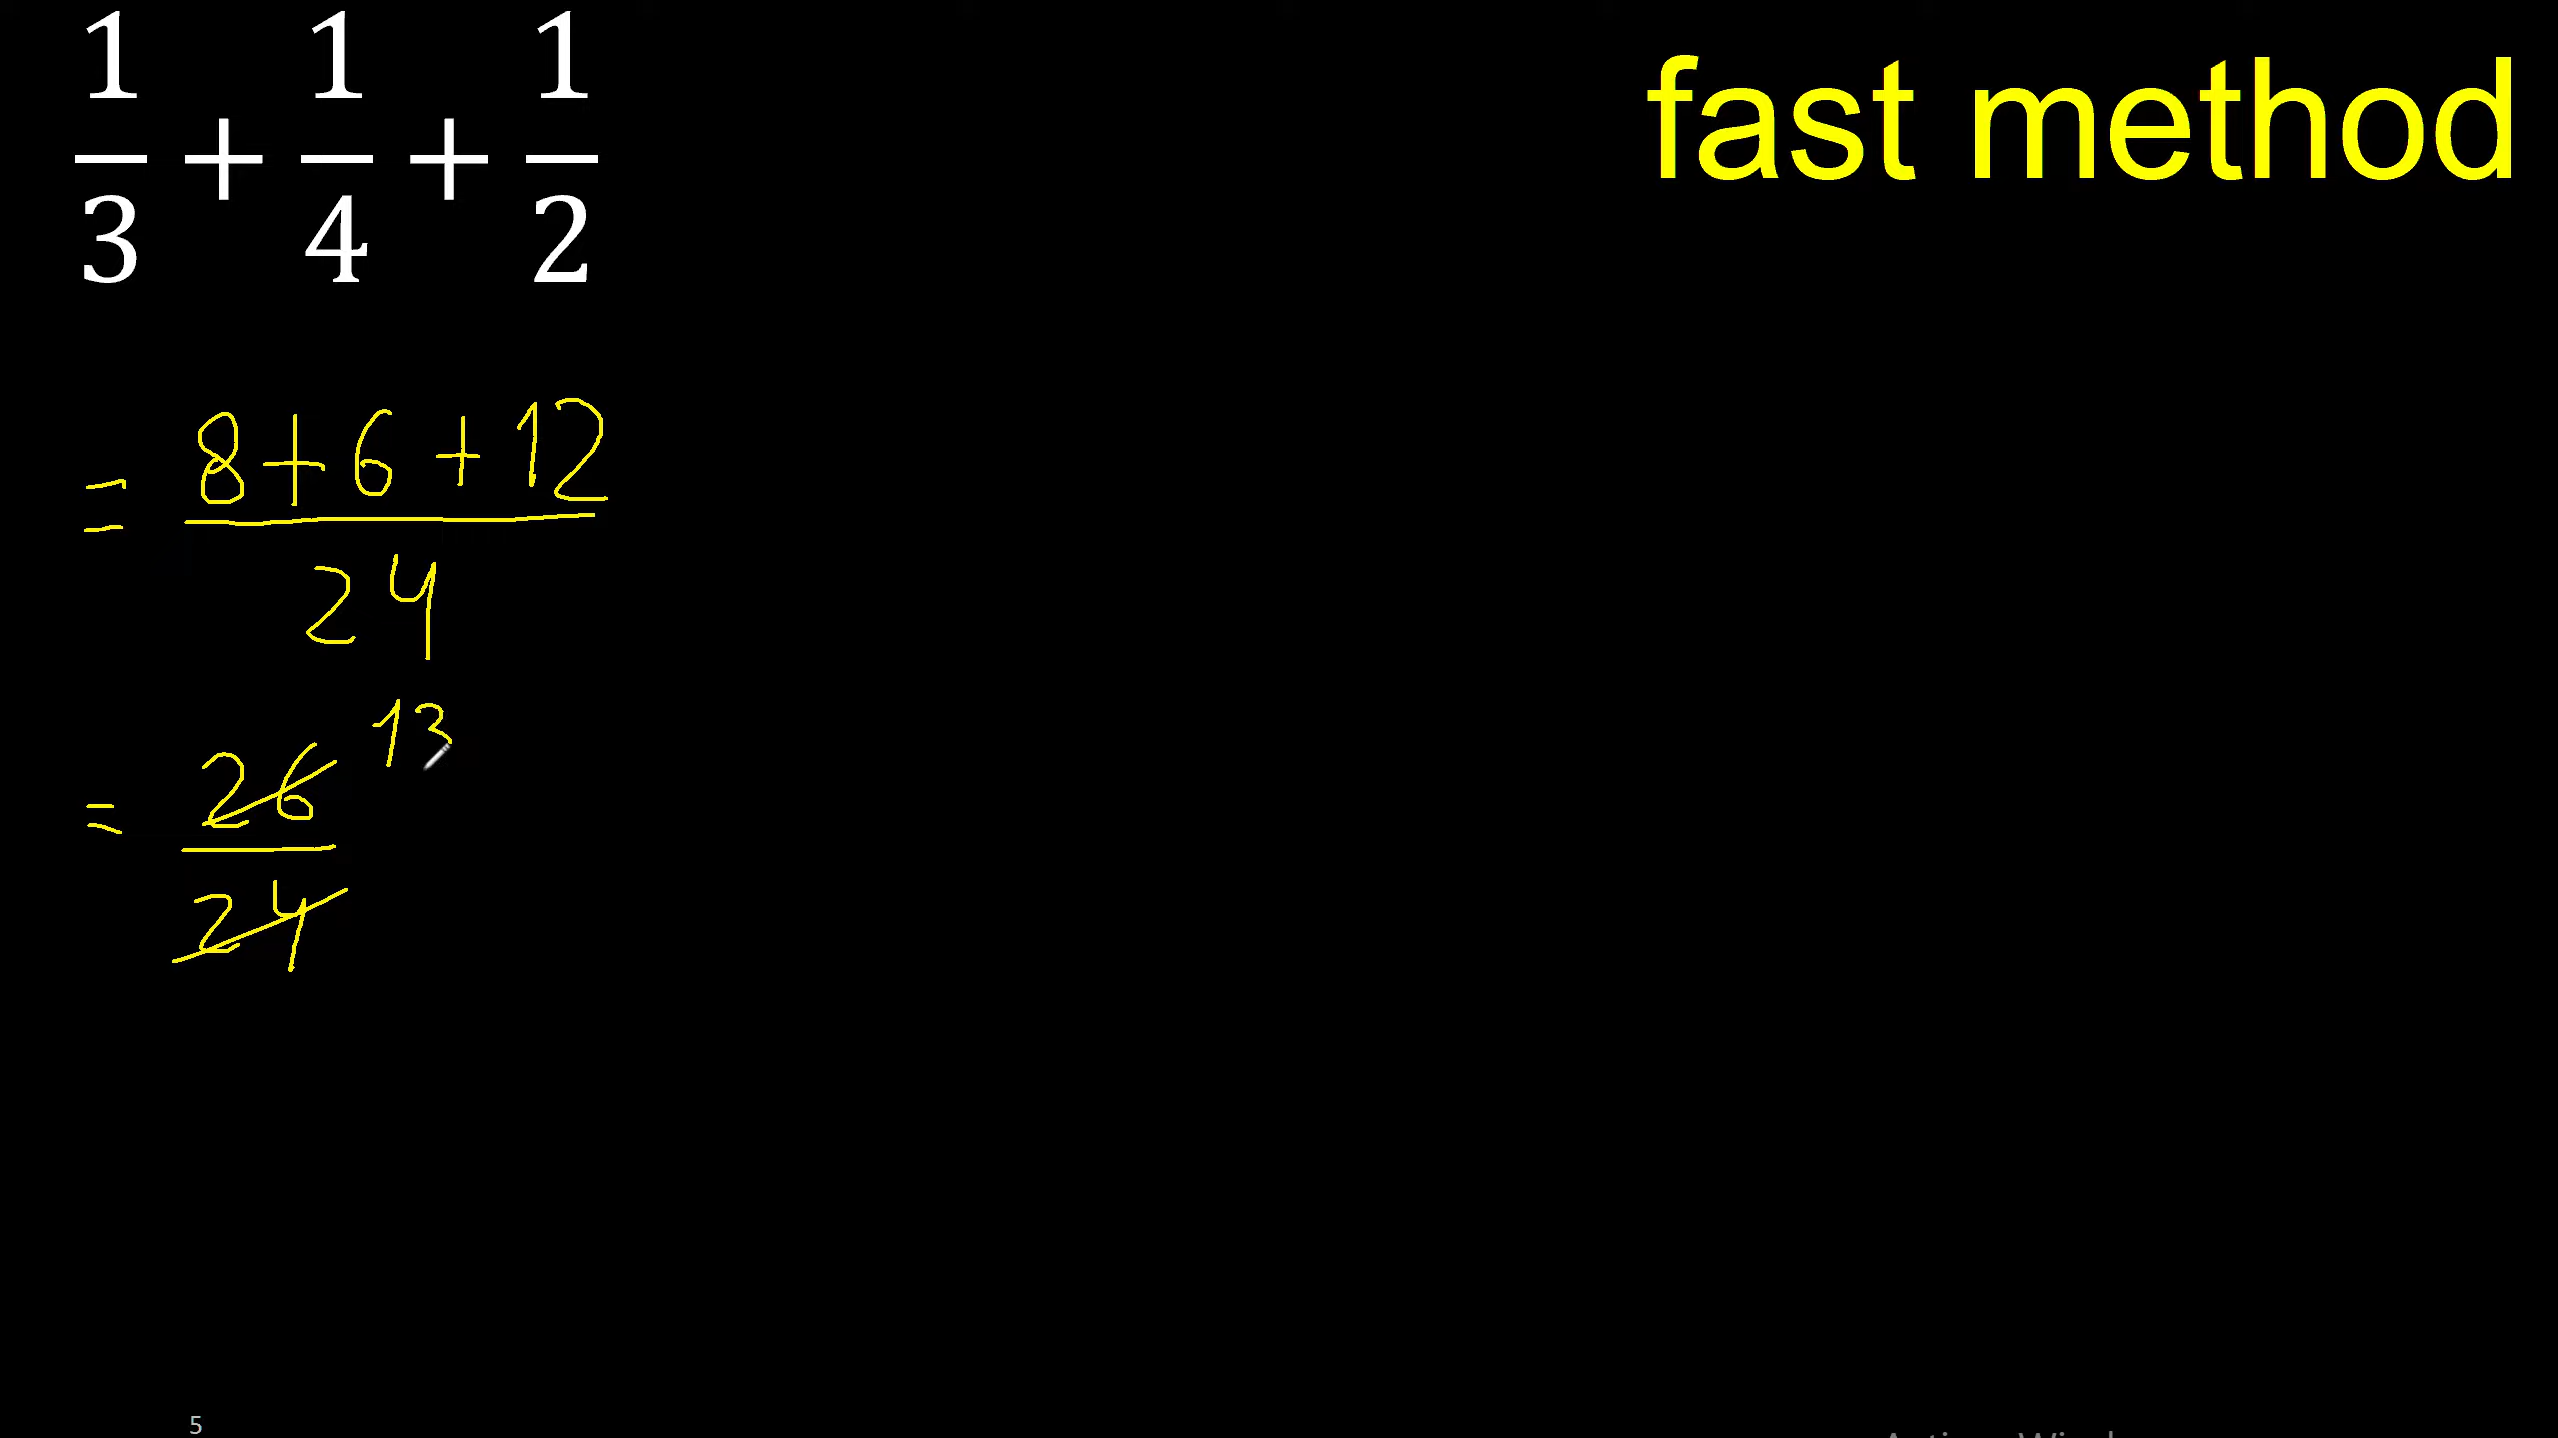 1/3 + 1/4 + 1/2
fast method
= 8+6+12
24
= 26 13
24
5